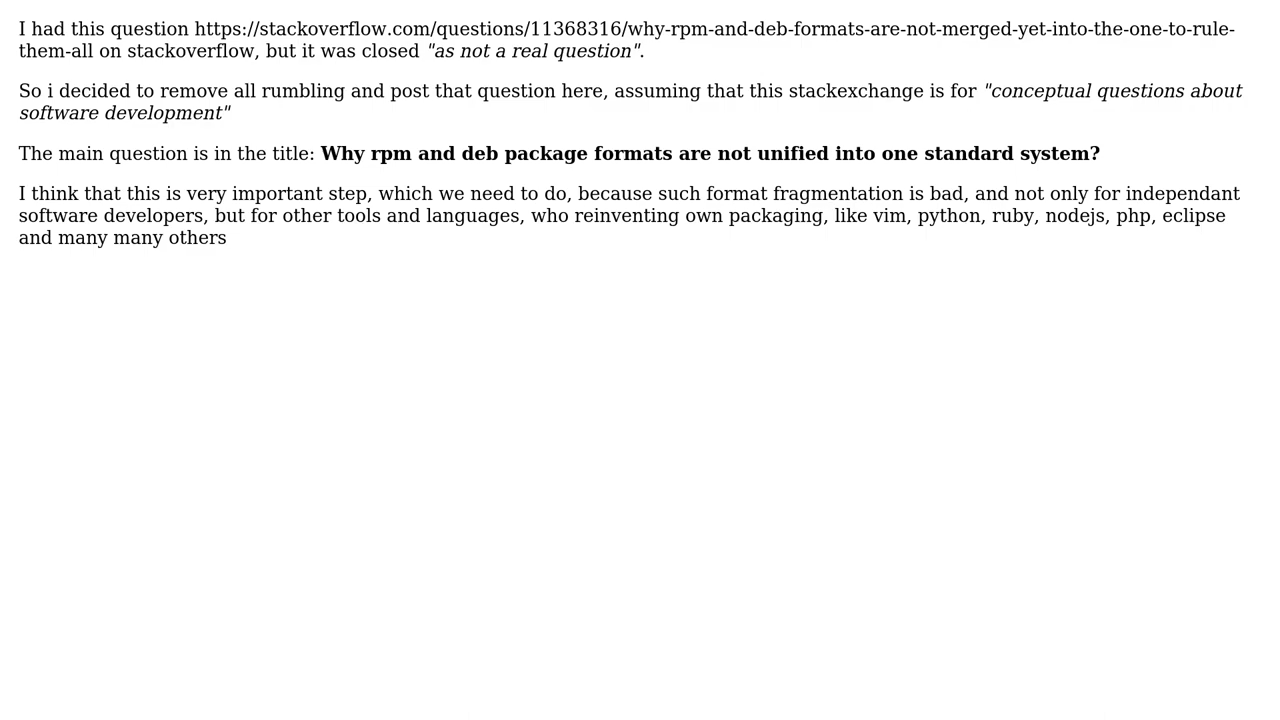 I had this question https://stackoverflow.com/questions/11368316/why-rpm-and-deb-formats-are-not-merged-yet-into-the-one-to-rule-
them-all on stackoverflow, but it was closed "as not a real question".
So i decided to remove all rumbling and post that question here, assuming that this stackexchange is for "conceptual questions about
software development"
The main question is in the title: Why rpm and deb package formats are not unified into one standard system?
I think that this is very important step, which we need to do, because such format fragmentation is bad, and not only for independant
software developers, but for other tools and languages, who reinventing own packaging, like vim, python, ruby, nodejs, php, eclipse
and many many others